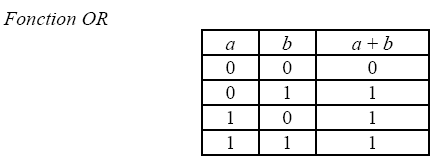 Fonction OR
a b a + b
0 0 0
0 1 1
1 0 1
1 1 1